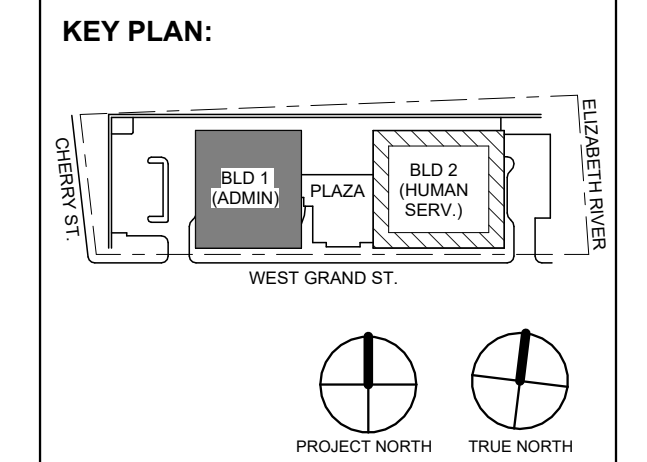 KEY PLAN:
CHERRY ST.
BLD 1
(ADMIN)
PLAZA
BLD 2
(HUMAN
SERV.)
ELIZABETH RIVER
WEST GRAND ST.
PROJECT NORTH
TRUE NORTH